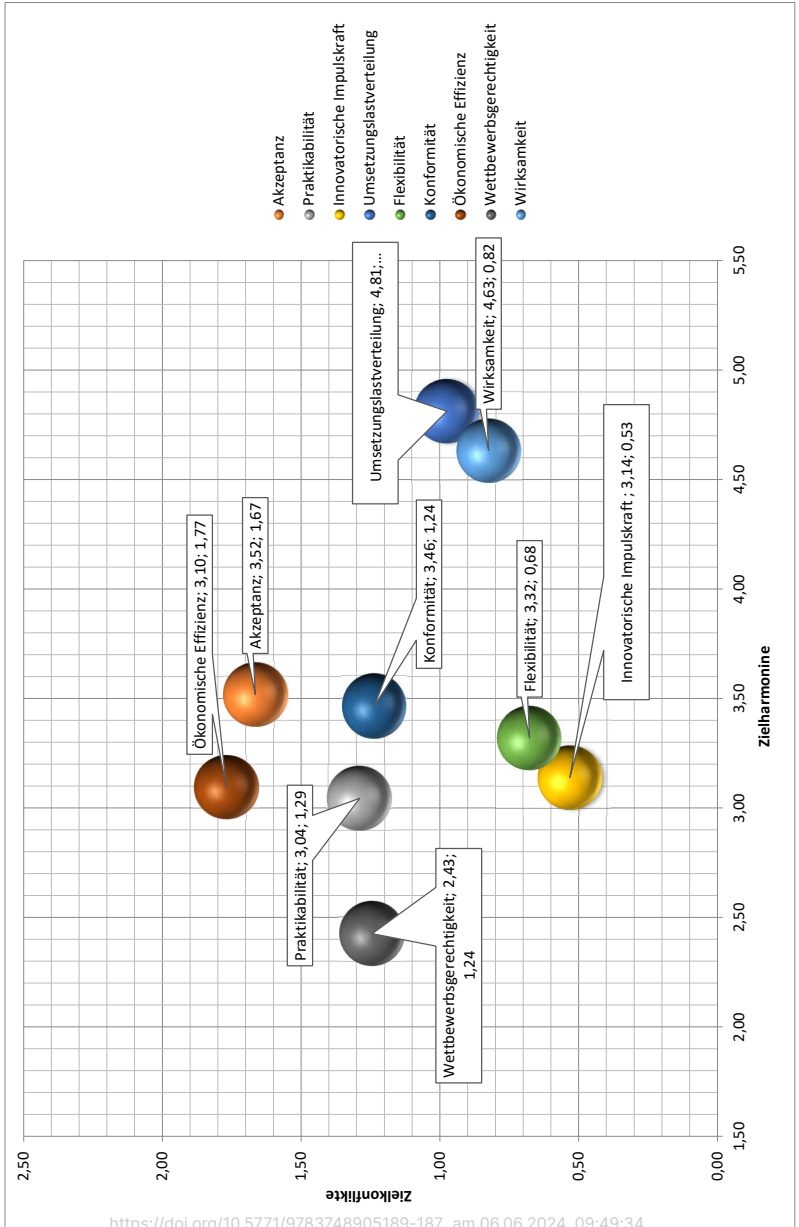 2,50
2,00
1,50
1,00
0,50
0,00
Zielkonflikte
1,50
2,00
2,50
3,00
3,50
4,00
4,50
5,00
5,50
Zielharmonine
Ökonomische Effizienz; 3,10; 1,77
Akzeptanz; 3,52; 1,67
Praktikabilität; 3,04; 1,29
Konformität; 3,46; 1,24
Wettbewerbsgerechtigkeit; 2,43;
1,24
Umsetzungslastverteilung; 4,81;...
Wirksamkeit; 4,63; 0,82
Flexibilität; 3,32; 0,68
Innovatorische Impulskraft ; 3,14; 0,53
Akzeptanz
Praktikabilität
Innovatorische Impulskraft
Umsetzungslastverteilung
Flexibilität
Konformität
Ökonomische Effizienz
Wettbewerbsgerechtigkeit
Wirksamkeit
https://doi.org/10.5771/9783748905189-187, am 06.06.2024, 09:49:34